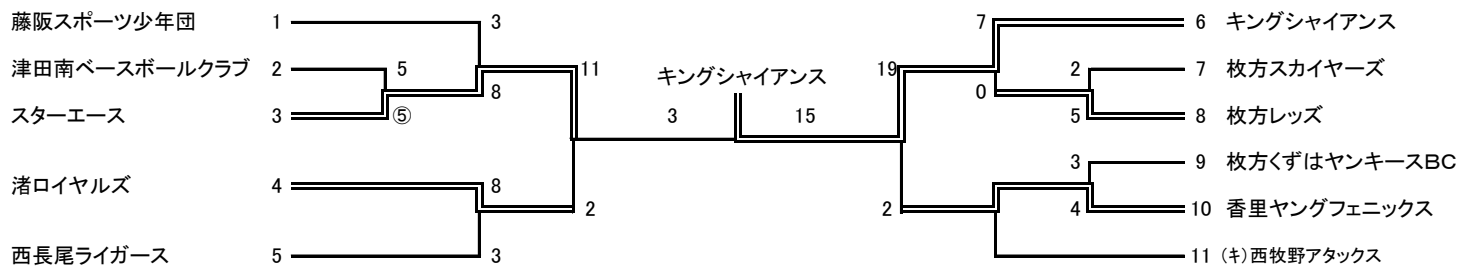 藤阪スポーツ少年団 1 3 7 6 キングシャイアンス
津田南ベースボールクラブ 2 5 11 キングシャイアンス 19 2 7 枚方スカイヤーズ
8 0
スターエース 3 ⑤ 3 15 5 8 枚方レッズ
3 9 枚方くずはヤンキースBC
渚ロイヤルズ 4 8
2 2 4 10 香里ヤングフェニックス
西長尾ライガース 5 3 11 (キ)西牧野アタックス